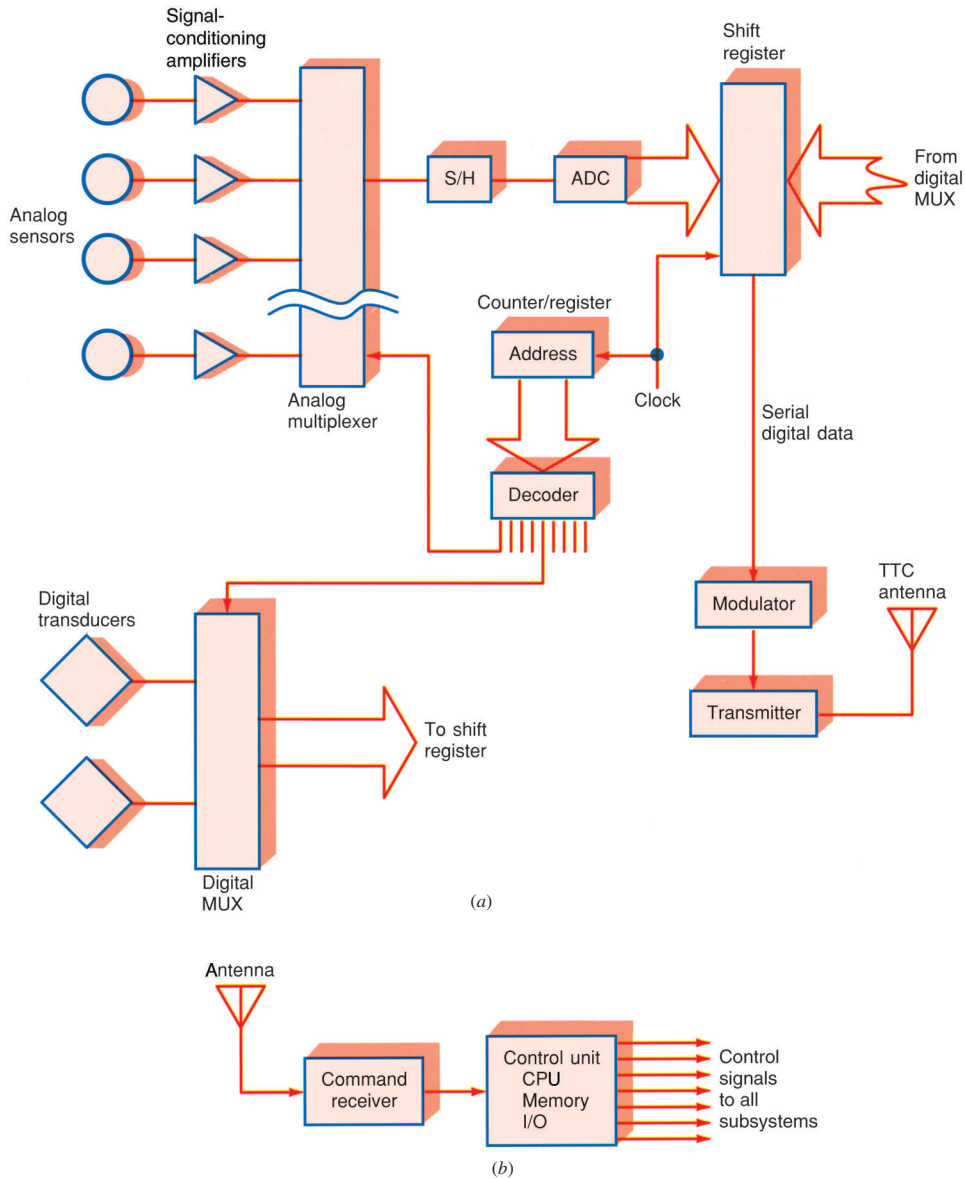 Signal-
conditioning
amplifiers
Shift
register
Analog
sensors
S/H
ADC
From
digital
MUX
Counter/register
Address
Analog
multiplexer
Clock
Serial
digital data
Decoder
Digital
transducers
Modulator
TTC
antenna
Transmitter
To shift
register
Digital
MUX
(a)
Antenna
Command
receiver
Control unit
CPU
Memory
I/O
Control
signals
to all
subsystems
(b)